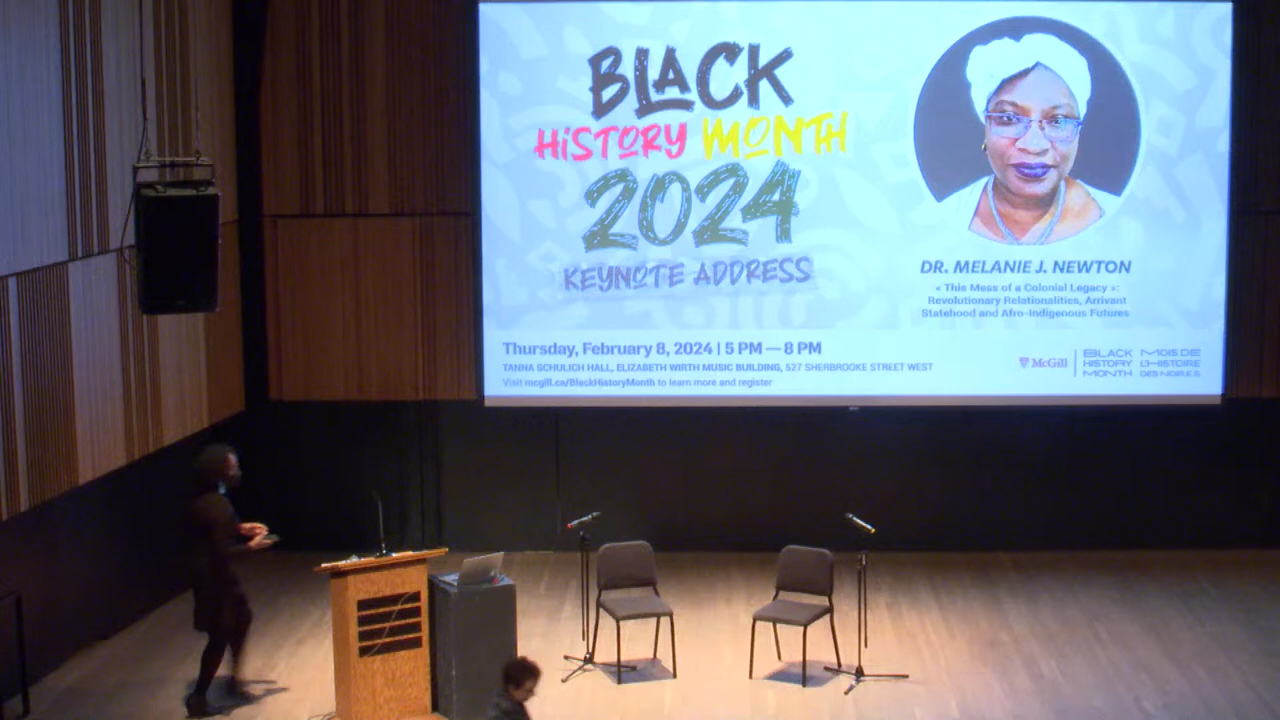 BLACK
HISTORY MONTH
2024
KEYNOTE ADDRESS
DR. MELANIE J. NEWTON
« This Mess of a Colonial Legacy »:
Revolutionary Relationalities, Arrivant
Statehood and Afro-Indigenous Futures
Thursday, February 8, 2024 | 5 PM — 8 PM
TANNA SCHULICH HALL, ELIZABETH WIRTH MUSIC BUILDING, 527 SHERBROOKE STREET WEST
Visit mcgill.ca/BlackHistoryMonth to learn more and register
McGill
BLACK
HISTORY
MONTH
MOIS DE
L'HISTOIRE
DES NOIR.E.S